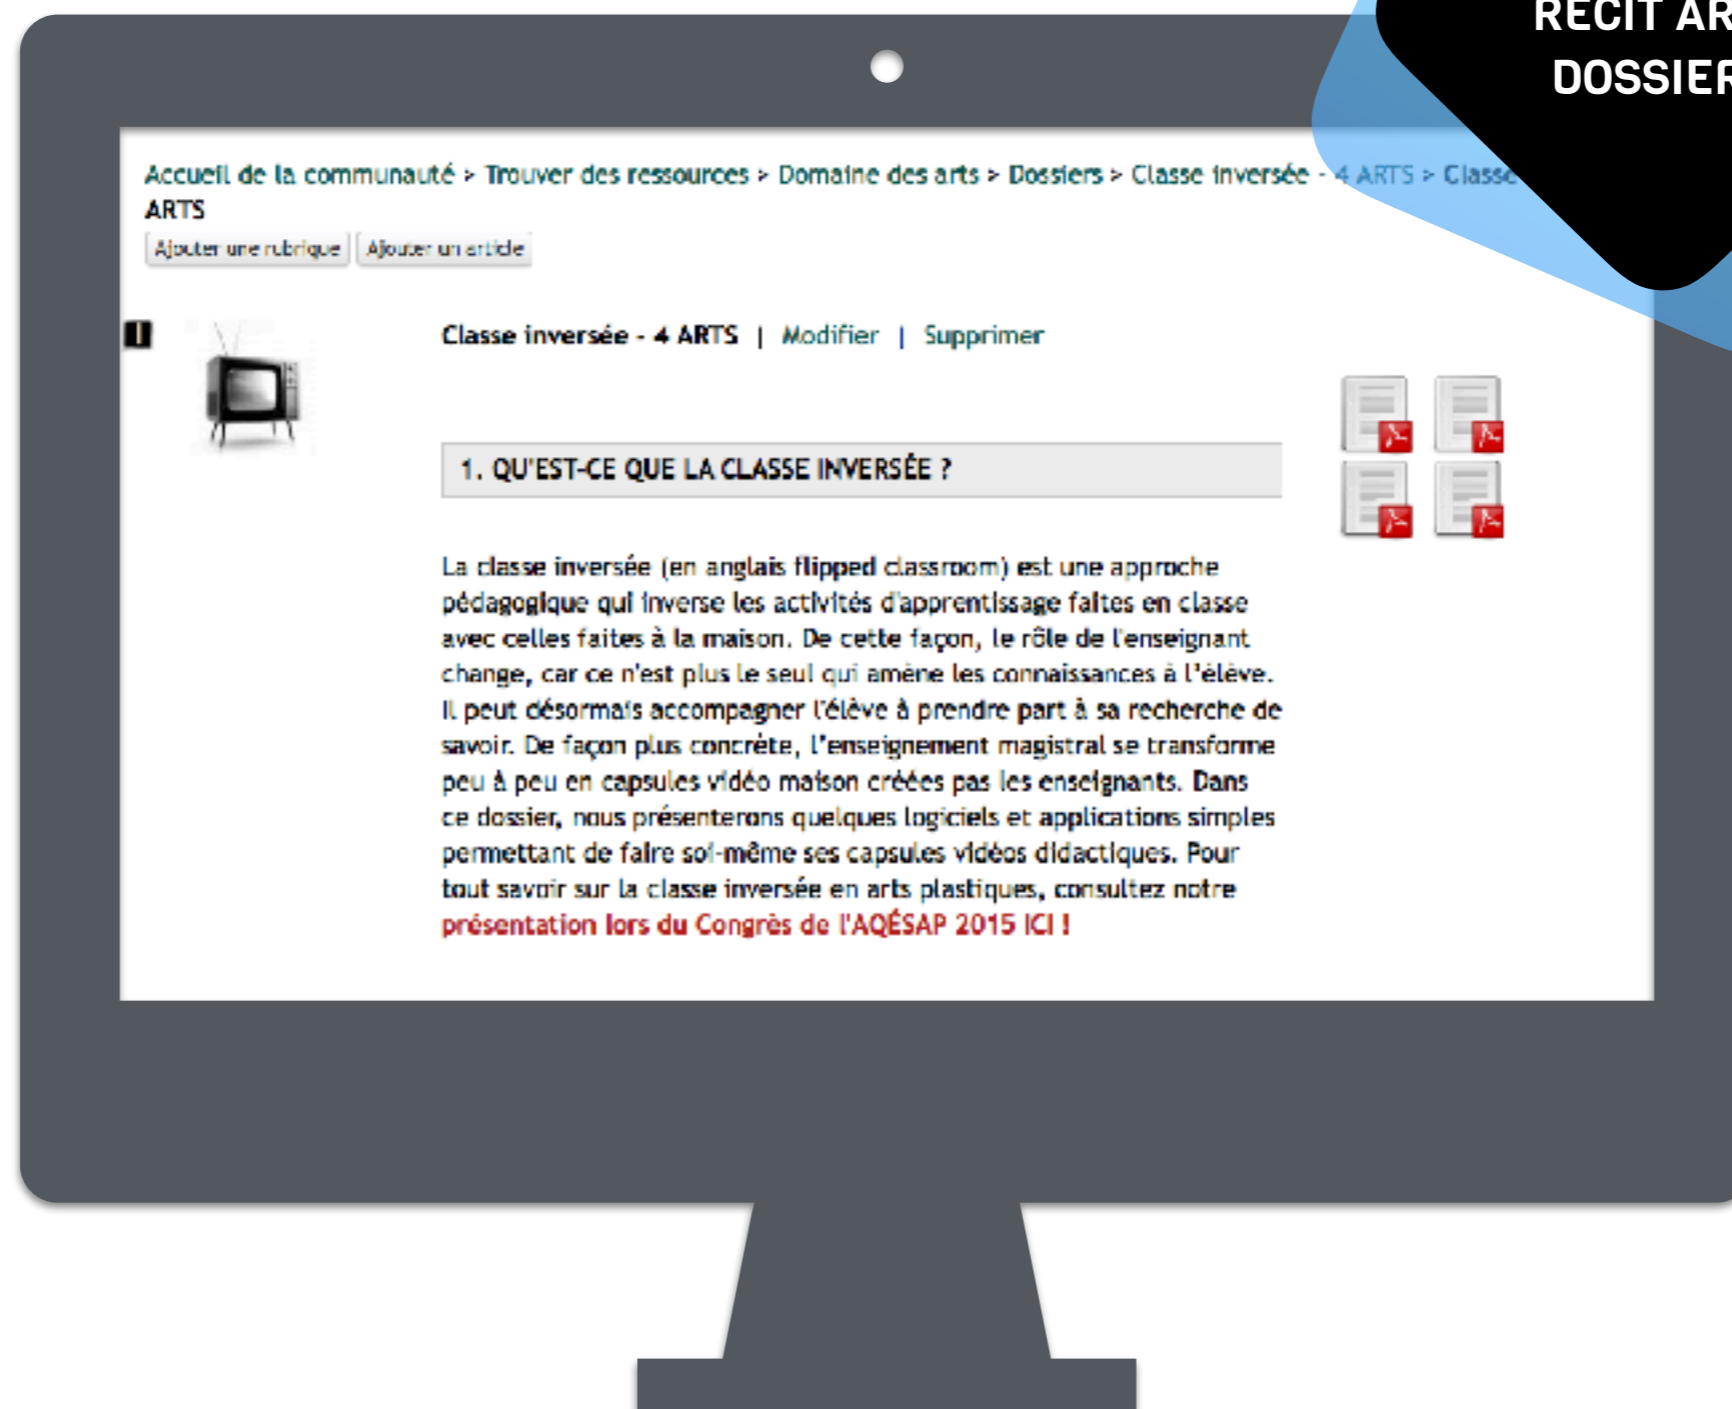 RÉCIT AR
DOSSIER
Accueil de la communauté > Trouver des ressources > Domaine des arts > Dossiers > Classe inversée - 4 ARTS > Classe
ARTS
Ajouter une rubrique Ajouter un article
Classe inversée - 4 ARTS | Modifier | Supprimer
1. QU'EST-CE QUE LA CLASSE INVERSÉE ?
La classe inversée (en anglais flipped classroom) est une approche
pédagogique qui inverse les activités d'apprentissage faites en classe
avec celles faites à la maison. De cette façon, le rôle de l'enseignant
change, car ce n'est plus le seul qui amène les connaissances à l'élève.
Il peut désormais accompagner l'élève à prendre part à sa recherche de
savoir. De façon plus concrète, l'enseignement magistral se transforme
peu à peu en capsules vidéo maison créées pas les enseignants. Dans
ce dossier, nous présenterons quelques logiciels et applications simples
permettant de faire soi-même ses capsules vidéos didactiques. Pour
tout savoir sur la classe inversée en arts plastiques, consultez notre
présentation lors du Congrès de l'AQÉSAP 2015 ICI !